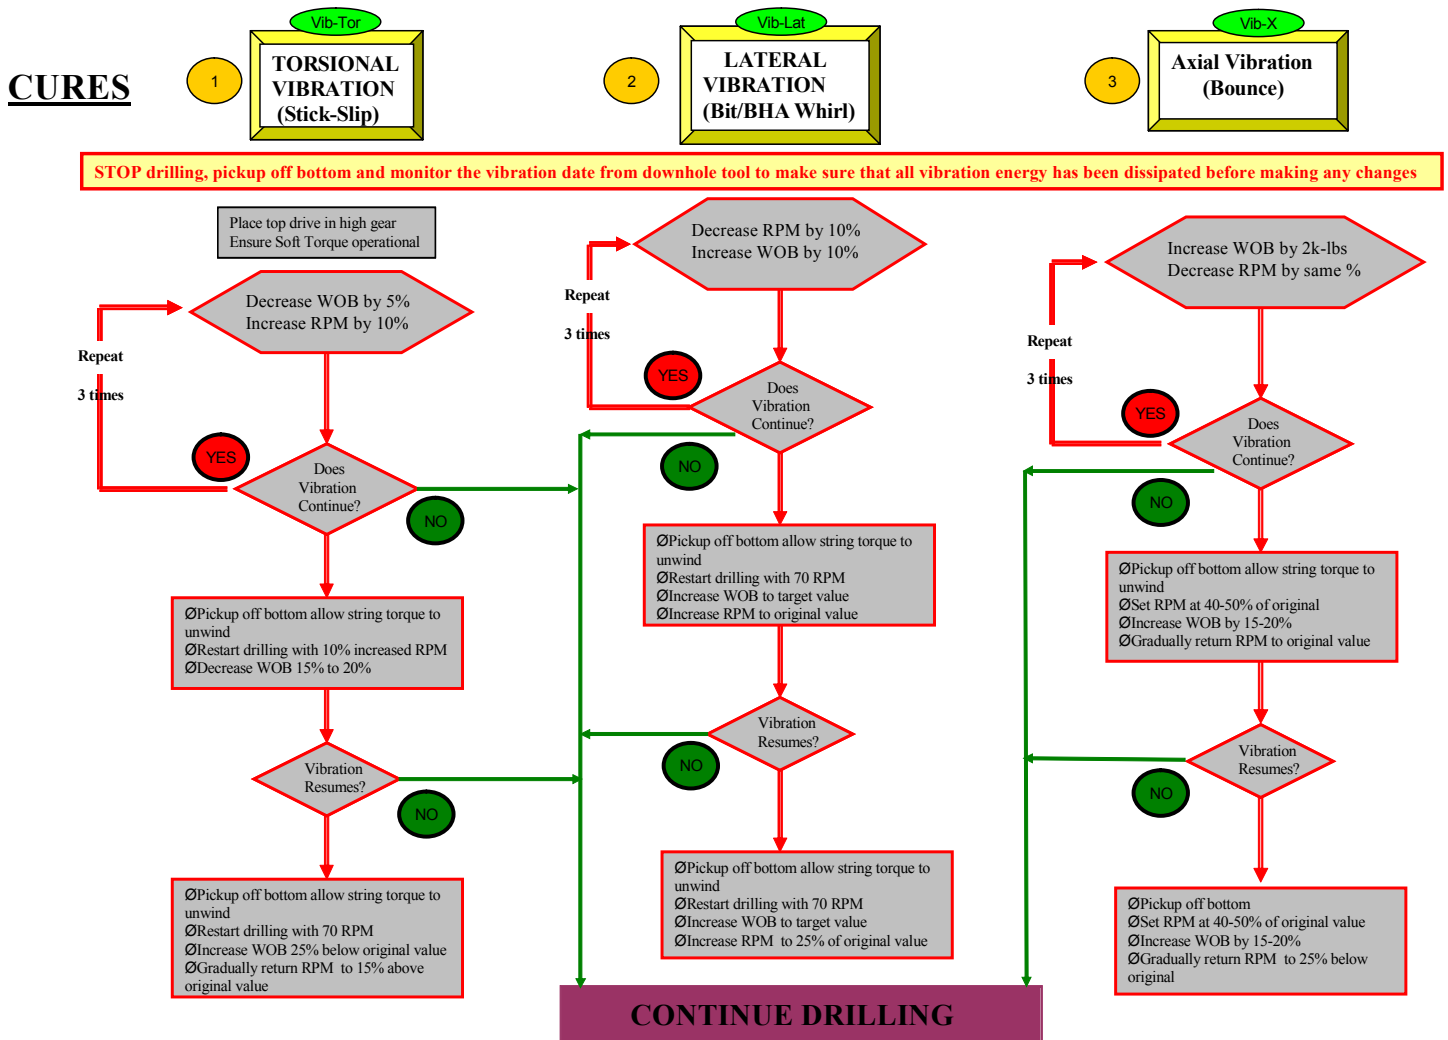 CURES
Vib-Tor
1
TORSIONAL
VIBRATION
(Stick-Slip)
Vib-Lat
2
LATERAL
VIBRATION
(Bit/BHA Whirl)
Vib-X
3
Axial Vibration
(Bounce)
STOP drilling, pickup off bottom and monitor the vibration date from downhole tool to make sure that all vibration energy has been dissipated before making any changes
Place top drive in high gear
Ensure Soft Torque operational
Decrease WOB by 5%
Increase RPM by 10%
Repeat
3 times
YES
Does
Vibration
Continue?
NO
ØPickup off bottom allow string torque to
unwind
ØRestart drilling with 10% increased RPM
ØDecrease WOB 15% to 20%
Vibration
Resumes?
NO
ØPickup off bottom allow string torque to
unwind
ØRestart drilling with 70 RPM
ØIncrease WOB 25% below original value
ØGradually return RPM to 15% above
original value
Decrease RPM by 10%
Increase WOB by 10%
Repeat
3 times
YES
Does
Vibration
Continue?
NO
ØPickup off bottom allow string torque to
unwind
ØRestart drilling with 70 RPM
ØIncrease WOB to target value
ØIncrease RPM to original value
Vibration
Resumes?
NO
ØPickup off bottom allow string torque to
unwind
ØRestart drilling with 70 RPM
ØIncrease WOB to target value
ØIncrease RPM to 25% of original value
Increase WOB by 2k-lbs
Decrease RPM by same %
Repeat
3 times
YES
Does
Vibration
Continue?
NO
ØPickup off bottom allow string torque to
unwind
ØSet RPM at 40-50% of original
ØIncrease WOB by 15-20%
ØGradually return RPM to original value
Vibration
Resumes?
NO
ØPickup off bottom
ØSet RPM at 40-50% of original value
ØIncrease WOB by 15-20%
ØGradually return RPM to 25% below
original
CONTINUE DRILLING